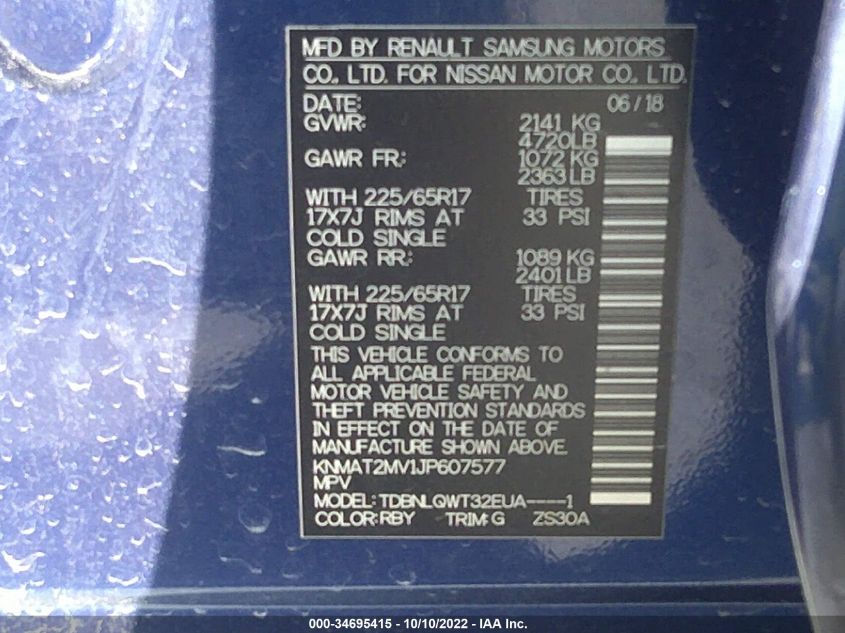 MFD BY RENAULT SAMSUNG MOTORS
CO., LTD. FOR NISSAN MOTOR CO., LTD.
DATE: 06/18
GVWR: 2141 KG
4720LB
GAWR FR: 1072 KG
2363LB
WITH 225/65R17 TIRES
17X7J RIMS AT 33 PSI
COLD SINGLE
GAWR RR: 1089 KG
2401LB
WITH 225/65R17 TIRES
17X7J RIMS AT 33 PSI
COLD SINGLE
THIS VEHICLE CONFORMS TO
ALL APPLICABLE FEDERAL
MOTOR VEHICLE SAFETY AND
THEFT PREVENTION STANDARDS
IN EFFECT ON THE DATE OF
MANUFACTURE SHOWN ABOVE.
KNMAT2MV1JP607577
MPV
MODEL: TDBNLQWT32EUA----1
COLOR: RBY TRIM: G ZS30A
000-34695415 - 10/10/2022 - IAA Inc.